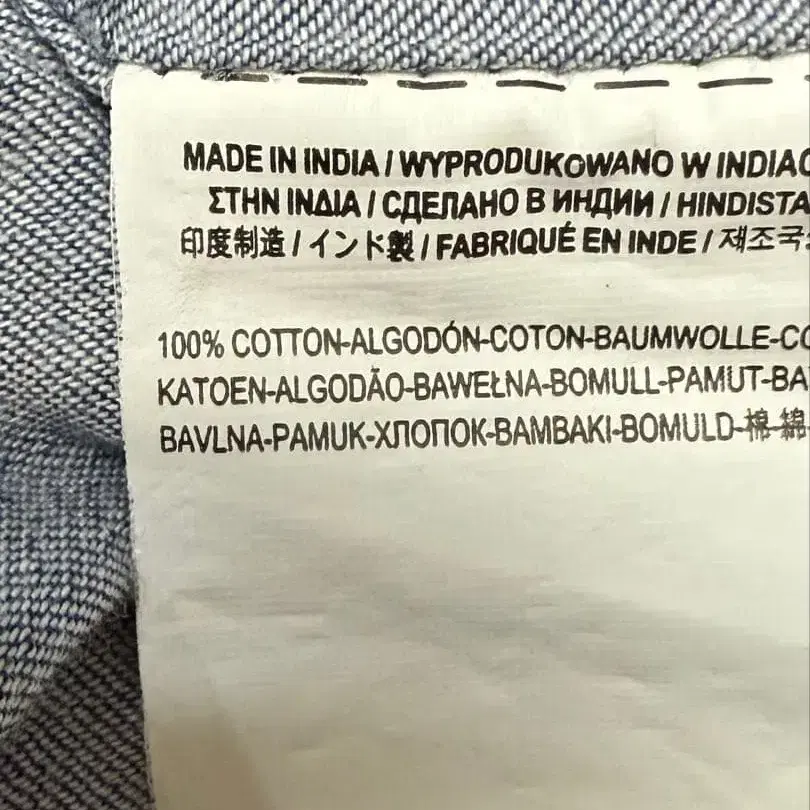 MADE IN INDIA / WYPRODUKOWANO W INDIAC
ΣΤΗΝ ΙΝΔΙΑ / СДЕЛАНО В ИНДИИ / HINDISTA
印度制造 / インド製 / FABRIQUÉ EN INDE / 제조국
100% COTTON-ALGODÓN-COTON-BAUMWOLLE-CO
KATOEN-ALGODÃO-BAWEŁNA-BOMULL-PAMUT-BA
BAVLNA-PAMUK-ХЛОПОК-BAMBAKI-BOMULD-棉-綿